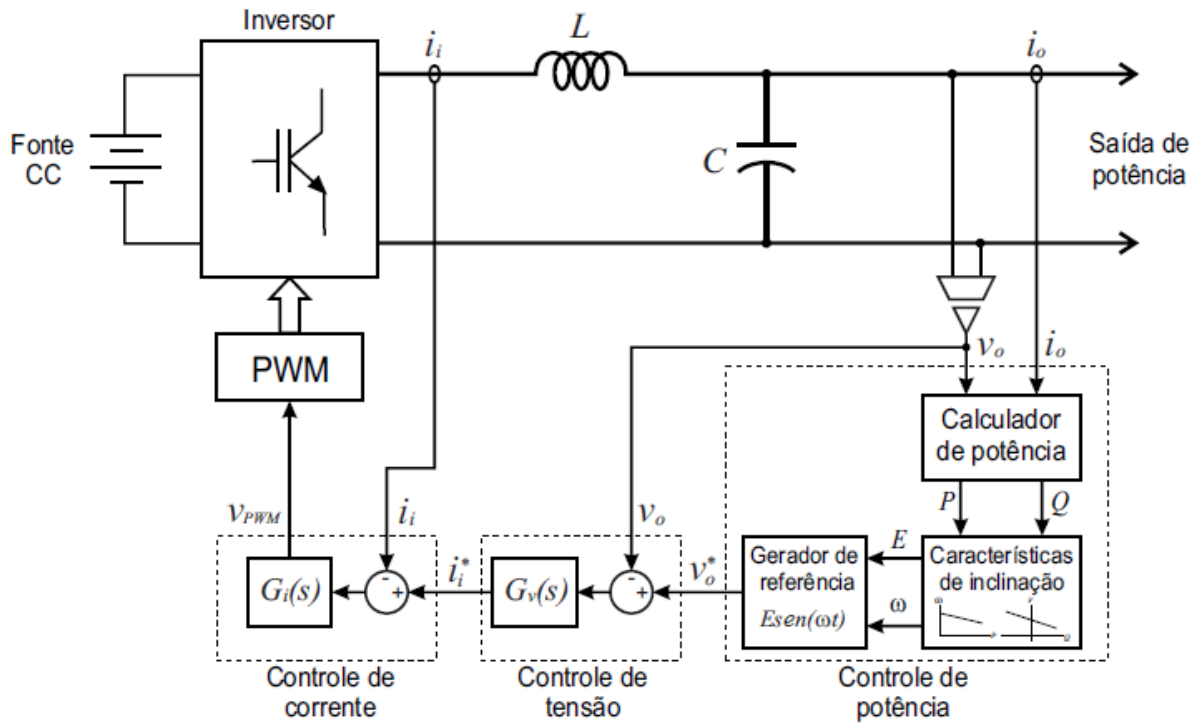 Inversor
i_i
L
i_o
Fonte
CC
C
Saída de
potência
PWM
v_o
i_o
Calculador
de potência
P
Q
v_PWM
i_i
v_o
E
Gerador de
referência
Esen(ωt)
Características
de inclinação
ω
P
Q
ω
G_i(s)
-
+
i_i^*
G_v(s)
-
+
v_o^*
Controle de
corrente
Controle de
tensão
Controle de
potência